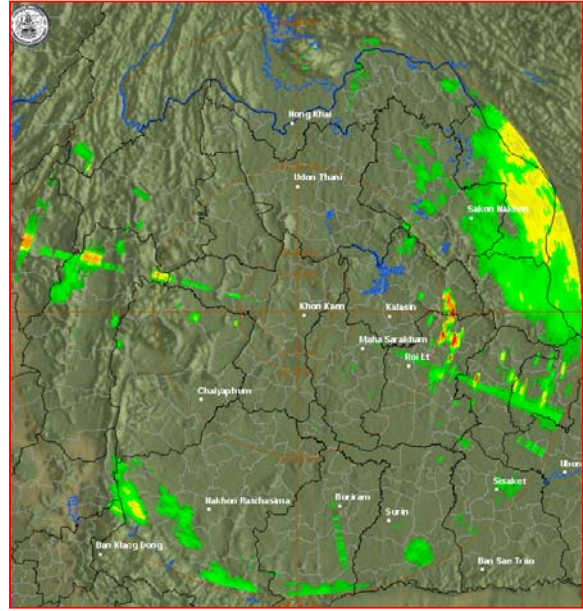 Nong Khai
Udon Thani
Sakon Nakhon
Khon Kaen
Kalasin
Maha Sarakham
Roi Et
Chaiyaphum
Ubon
Sisaket
Nakhon Ratchasima
Buriram
Surin
Ban Klang Dong
Ban Sae Trao